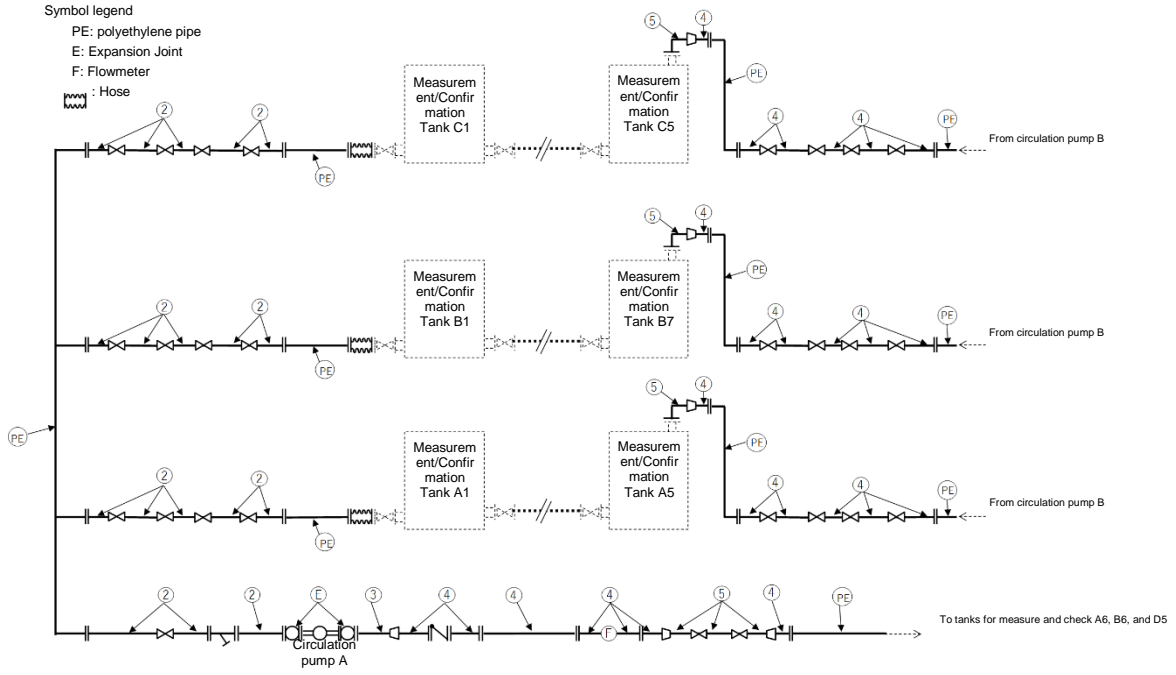 Symbol legend
PE: polyethylene pipe
E: Expansion Joint
F: Flowmeter
: Hose
5
4
Measurem
ent/Confir
mation
Tank C1
Measurem
ent/Confir
mation
Tank C5
PE
2
2
4
4
PE
From circulation pump B
PE
5
4
Measurem
ent/Confir
mation
Tank B1
Measurem
ent/Confir
mation
Tank B7
PE
2
2
4
4
PE
From circulation pump B
PE
5
4
PE
Measurem
ent/Confir
mation
Tank A1
Measurem
ent/Confir
mation
Tank A5
PE
2
2
4
4
PE
From circulation pump B
PE
2
2
E
3
4
4
4
5
4
PE
F
To tanks for measure and check A6, B6, and D5
Circulation
pump A